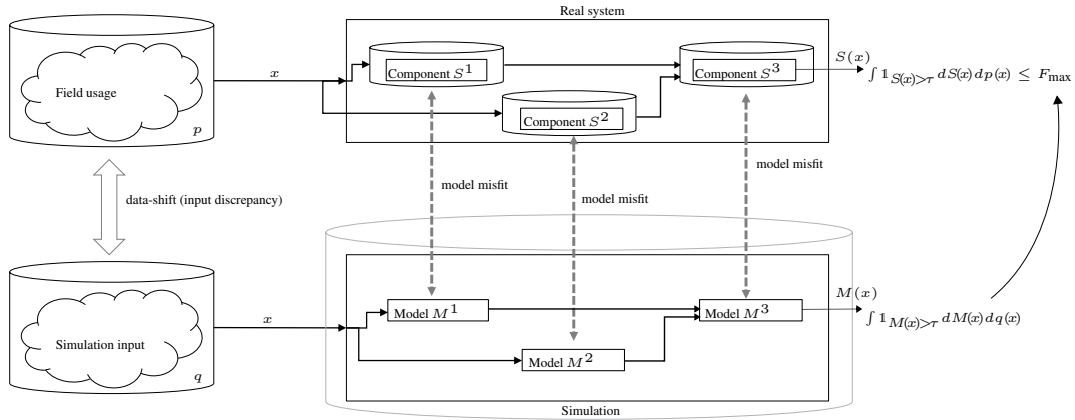 Real system
Field usage
p
x
Component S^1
Component S^2
Component S^3
S(x)
∫ 𝟙_{S(x)>τ} dS(x) dp(x) ≤ F_max
data-shift (input discrepancy)
model misfit
model misfit
model misfit
Simulation input
q
x
Model M^1
Model M^2
Model M^3
M(x)
∫ 𝟙_{M(x)>τ} dM(x) dq(x)
Simulation